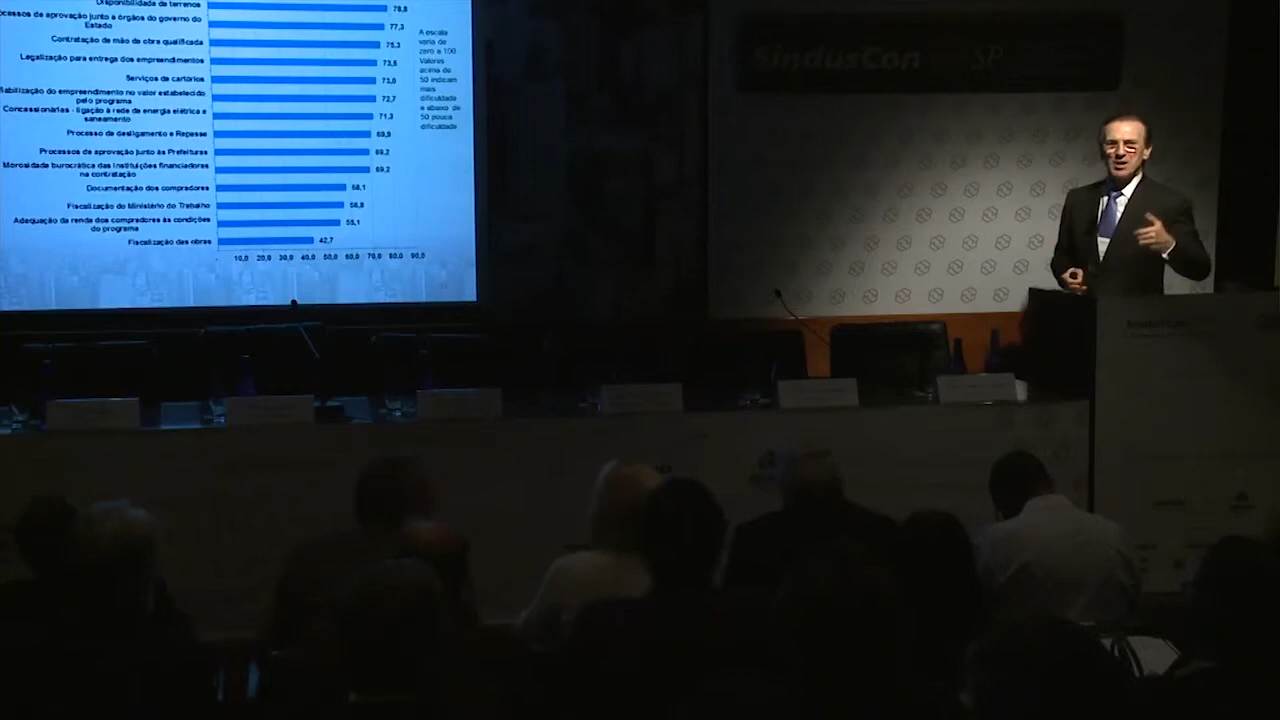 Disponibilidade de terrenos
78,8
cessos de aprovação junto a órgãos do governo do
Estado
77,3
Contratação de mão de obra qualificada
75,3
Legalização para entrega dos empreendimentos
73,5
Serviços de cartórios
73,0
iabilização do empreendimento no valor estabelecido
pelo programa
72,7
Concessionárias - ligação à rede de energia elétrica e
saneamento
71,3
Processo de desligamento e Repasse
69,9
Processos de aprovação junto às Prefeituras
69,2
Morosidade burocrática das Instituições financiadoras
na contratação
69,2
Documentação dos compradores
58,1
Fiscalização do Ministério do Trabalho
56,8
Adequação da renda dos compradores às condições
do programa
55,1
Fiscalização das obras
42,7
10,0 20,0 30,0 40,0 50,0 60,0 70,0 80,0 90,0
A escala
varia de
zero a 100
Valores
acima de
50 indicam
mais
dificuldade
e abaixo de
50 pouca
dificuldade
SindusCon SP